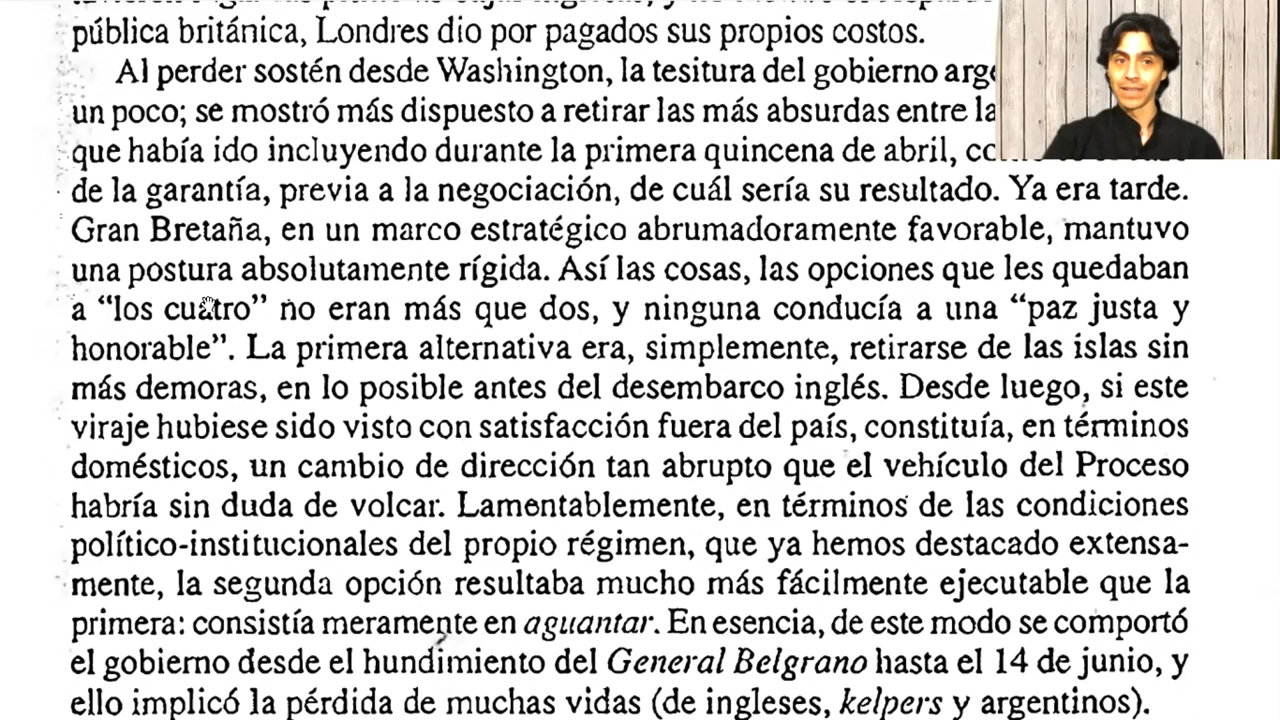 pública británica, Londres dio por pagados sus propios costos.
Al perder sostén desde Washington, la tesitura del gobierno
un poco; se mostró más dispuesto a retirar las más absurdas entre
que había ido incluyendo durante la primera quincena de abril,
de la garantía, previa a la negociación, de cuál sería su resultado. Ya era tarde.
Gran Bretaña, en un marco estratégico abrumadoramente favorable, mantuvo
una postura absolutamente rígida. Así las cosas, las opciones que les quedaban
a “los cuatro” no eran más que dos, y ninguna conducía a una “paz justa y
honorable”. La primera alternativa era, simplemente, retirarse de las islas sin
más demoras, en lo posible antes del desembarco inglés. Desde luego, si este
viraje hubiese sido visto con satisfacción fuera del país, constituía, en términos
domésticos, un cambio de dirección tan abrupto que el vehículo del Proceso
habría sin duda de volcar. Lamentablemente, en términos de las condiciones
político-institucionales del propio régimen, que ya hemos destacado extensa-
mente, la segunda opción resultaba mucho más fácilmente ejecutable que la
primera: consistía meramente en aguantar. En esencia, de este modo se comportó
el gobierno desde el hundimiento del General Belgrano hasta el 14 de junio, y
ello implicó la pérdida de muchas vidas (de ingleses, kelpers y argentinos).